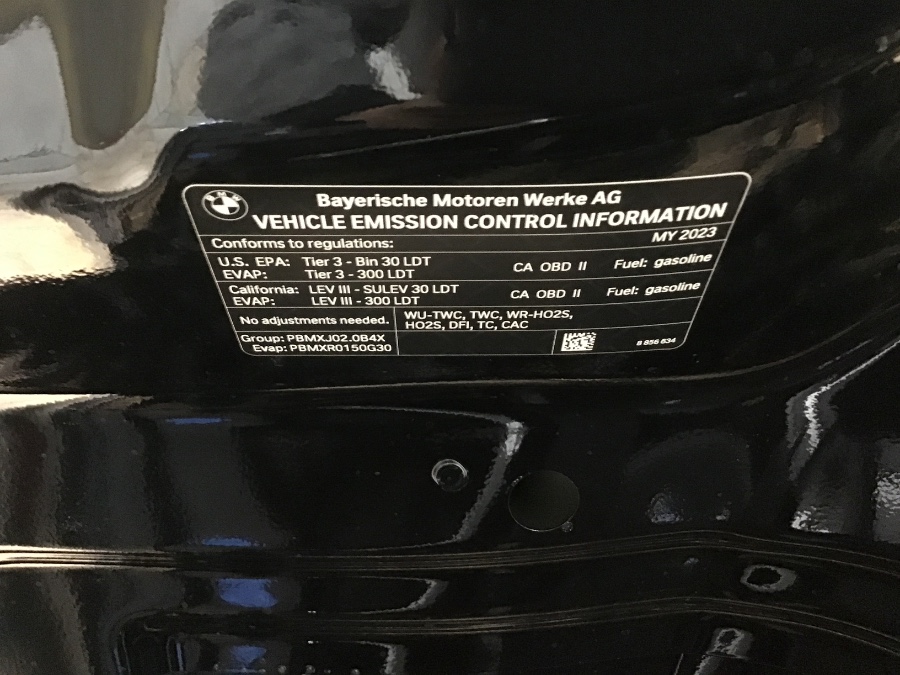 BMW
Bayerische Motoren Werke AG
VEHICLE EMISSION CONTROL INFORMATION
Conforms to regulations: MY 2023
U.S. EPA: Tier 3 - Bin 30 LDT CA OBD II Fuel: gasoline
EVAP: Tier 3 - 300 LDT
California: LEV III - SULEV 30 LDT CA OBD II Fuel: gasoline
EVAP: LEV III - 300 LDT
No adjustments needed. WU-TWC, TWC, WR-HO2S,
HO2S, DFI, TC, CAC
Group: PBMXJ02.0B4X
Evap: PBMXR0150G30
8 856 634